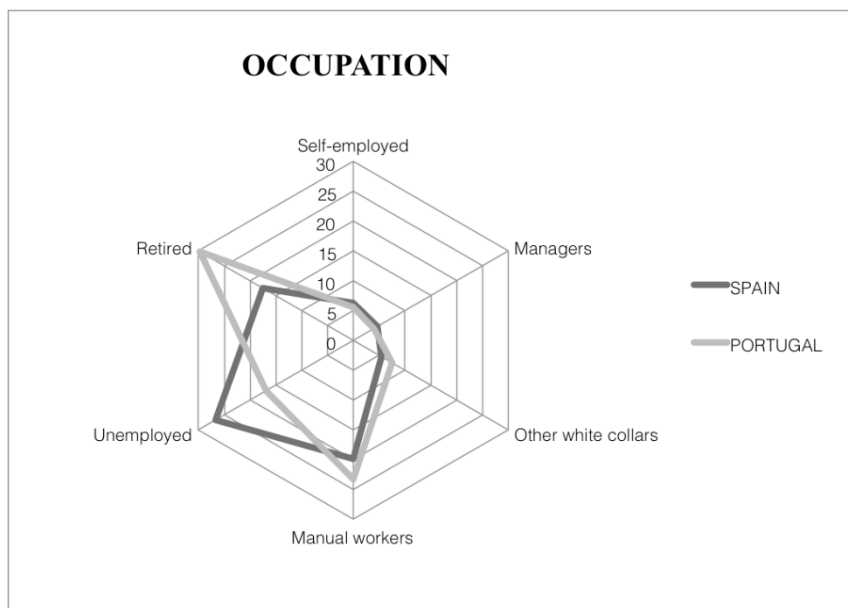 OCCUPATION
Self-employed
30
25
20
15
10
5
0
Retired
Managers
SPAIN
PORTUGAL
Unemployed
Other white collars
Manual workers